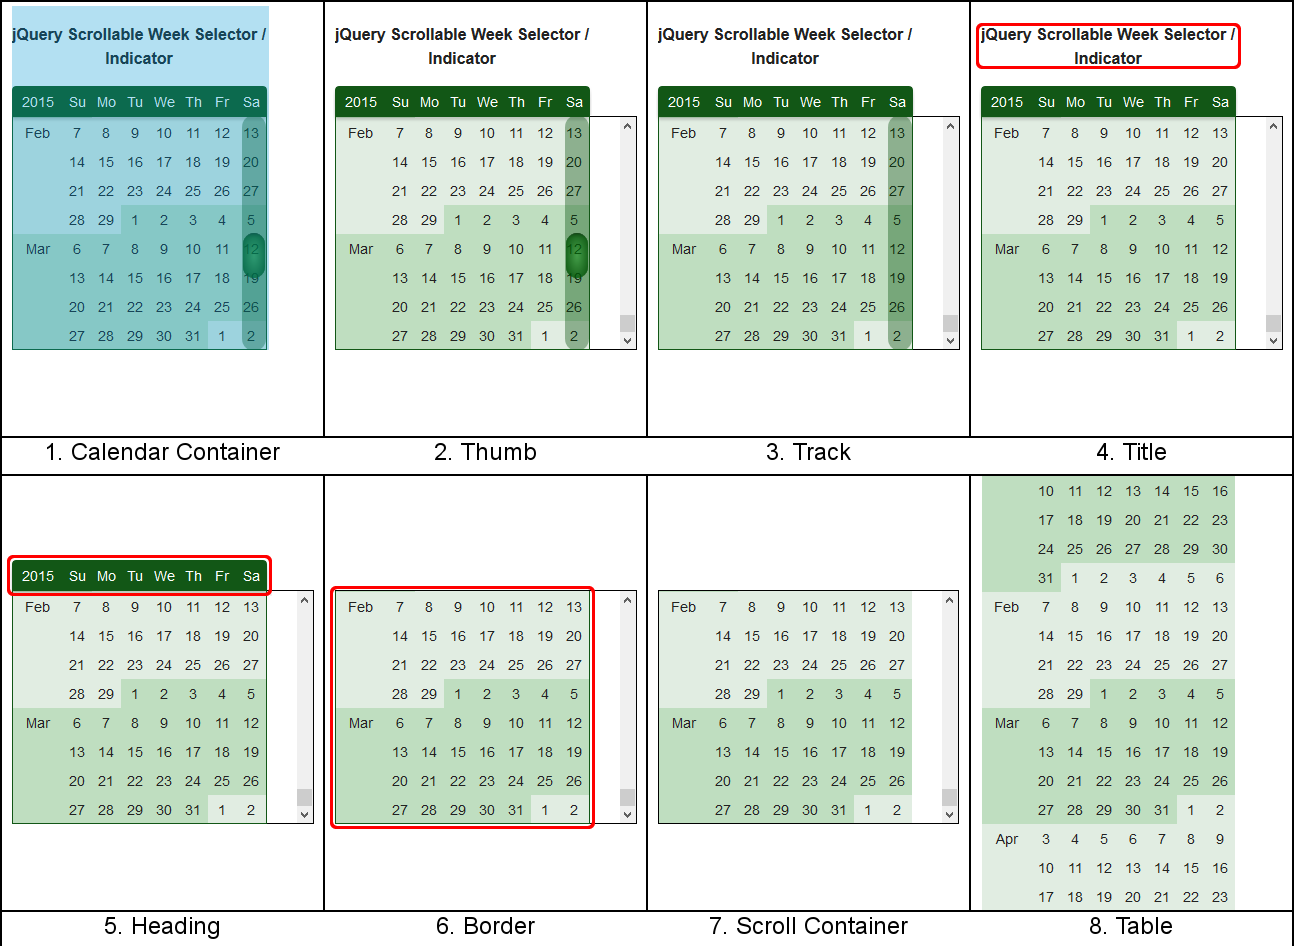 jQuery Scrollable Week Selector /
Indicator
2015 Su Mo Tu We Th Fr Sa
Feb 7 8 9 10 11 12 13
14 15 16 17 18 19 20
21 22 23 24 25 26 27
28 29 1 2 3 4 5
Mar 6 7 8 9 10 11 12
13 14 15 16 17 18 19
20 21 22 23 24 25 26
27 28 29 30 31 1 2
1. Calendar Container
jQuery Scrollable Week Selector /
Indicator
2015 Su Mo Tu We Th Fr Sa
Feb 7 8 9 10 11 12 13
14 15 16 17 18 19 20
21 22 23 24 25 26 27
28 29 1 2 3 4 5
Mar 6 7 8 9 10 11 12
13 14 15 16 17 18 19
20 21 22 23 24 25 26
27 28 29 30 31 1 2
2. Thumb
jQuery Scrollable Week Selector /
Indicator
2015 Su Mo Tu We Th Fr Sa
Feb 7 8 9 10 11 12 13
14 15 16 17 18 19 20
21 22 23 24 25 26 27
28 29 1 2 3 4 5
Mar 6 7 8 9 10 11 12
13 14 15 16 17 18 19
20 21 22 23 24 25 26
27 28 29 30 31 1 2
3. Track
jQuery Scrollable Week Selector /
Indicator
2015 Su Mo Tu We Th Fr Sa
Feb 7 8 9 10 11 12 13
14 15 16 17 18 19 20
21 22 23 24 25 26 27
28 29 1 2 3 4 5
Mar 6 7 8 9 10 11 12
13 14 15 16 17 18 19
20 21 22 23 24 25 26
27 28 29 30 31 1 2
4. Title
2015 Su Mo Tu We Th Fr Sa
Feb 7 8 9 10 11 12 13
14 15 16 17 18 19 20
21 22 23 24 25 26 27
28 29 1 2 3 4 5
Mar 6 7 8 9 10 11 12
13 14 15 16 17 18 19
20 21 22 23 24 25 26
27 28 29 30 31 1 2
5. Heading
Feb 7 8 9 10 11 12 13
14 15 16 17 18 19 20
21 22 23 24 25 26 27
28 29 1 2 3 4 5
Mar 6 7 8 9 10 11 12
13 14 15 16 17 18 19
20 21 22 23 24 25 26
27 28 29 30 31 1 2
6. Border
Feb 7 8 9 10 11 12 13
14 15 16 17 18 19 20
21 22 23 24 25 26 27
28 29 1 2 3 4 5
Mar 6 7 8 9 10 11 12
13 14 15 16 17 18 19
20 21 22 23 24 25 26
27 28 29 30 31 1 2
7. Scroll Container
10 11 12 13 14 15 16
17 18 19 20 21 22 23
24 25 26 27 28 29 30
31 1 2 3 4 5 6
Feb 7 8 9 10 11 12 13
14 15 16 17 18 19 20
21 22 23 24 25 26 27
28 29 1 2 3 4 5
Mar 6 7 8 9 10 11 12
13 14 15 16 17 18 19
20 21 22 23 24 25 26
27 28 29 30 31 1 2
Apr 3 4 5 6 7 8 9
10 11 12 13 14 15 16
17 18 19 20 21 22 23
8. Table